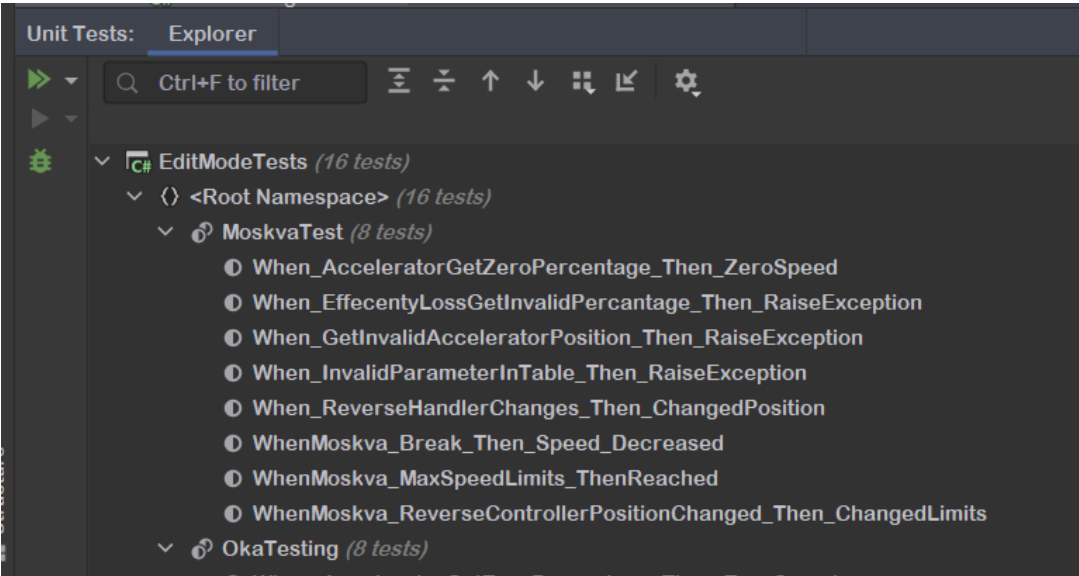 Unit Tests: Explorer
Ctrl+F to filter
C# EditModeTests (16 tests)
<Root Namespace> (16 tests)
MoskvaTest (8 tests)
When_AcceleratorGetZeroPercentage_Then_ZeroSpeed
When_EffecentyLossGetInvalidPercantage_Then_RaiseException
When_GetInvalidAcceleratorPosition_Then_RaiseException
When_InvalidParameterInTable_Then_RaiseException
When_ReverseHandlerChanges_Then_ChangedPosition
WhenMoskva_Break_Then_Speed_Decreased
WhenMoskva_MaxSpeedLimits_ThenReached
WhenMoskva_ReverseControllerPositionChanged_Then_ChangedLimits
OkaTesting (8 tests)